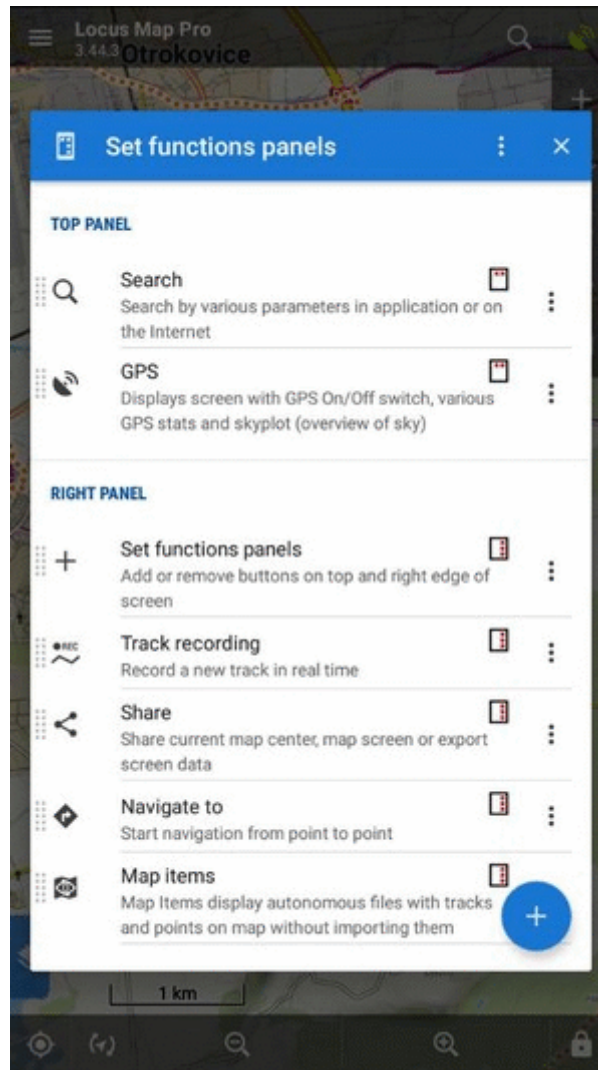 Locus Map Pro
3.44.3
Otrokovice
Set functions panels
TOP PANEL
Search
Search by various parameters in application or on
the Internet
GPS
Displays screen with GPS On/Off switch, various
GPS stats and skyplot (overview of sky)
RIGHT PANEL
Set functions panels
Add or remove buttons on top and right edge of
screen
REC
Track recording
Record a new track in real time
Share
Share current map center, map screen or export
screen data
Navigate to
Start navigation from point to point
Map items
Map Items display autonomous files with tracks
and points on map without importing them
1 km